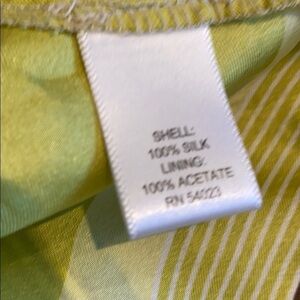 SHELL:
100% SILK
LINING:
100% ACETATE
RN 54023